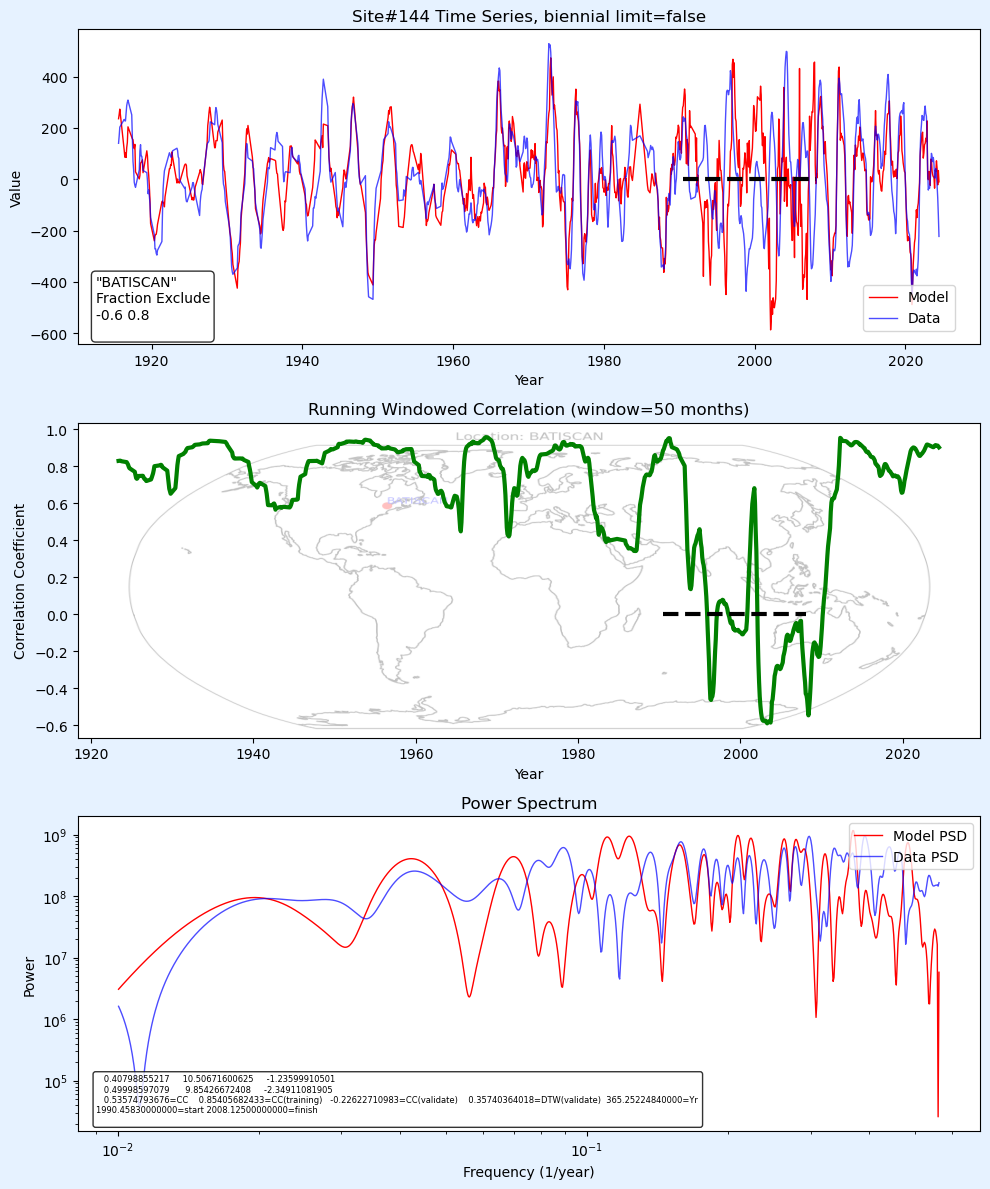 Site#144 Time Series, biennial limit=false
Value
400
200
0
−200
−400
−600
"BATISCAN"
Fraction Exclude
-0.6 0.8
Model
Data
1920
1940
1960
1980
2000
2020
Year
Running Windowed Correlation (window=50 months)
Location: BATISCAN
BATISCAN
Correlation Coefficient
1.0
0.8
0.6
0.4
0.2
0.0
−0.2
−0.4
−0.6
1920
1940
1960
1980
2000
2020
Year
Power Spectrum
Power
10⁹
10⁸
10⁷
10⁶
10⁵
Model PSD
Data PSD
0.40798855217 10.50671600625 -1.23599910501
0.49998597079 9.85426672408 -2.34911081905
0.53574793676=CC 0.85405682433=CC(training) -0.22622710983=CC(validate) 0.35740364018=DTW(validate) 365.25224840000=Yr
1990.45830000000=start 2008.12500000000=finish
10⁻²
10⁻¹
Frequency (1/year)